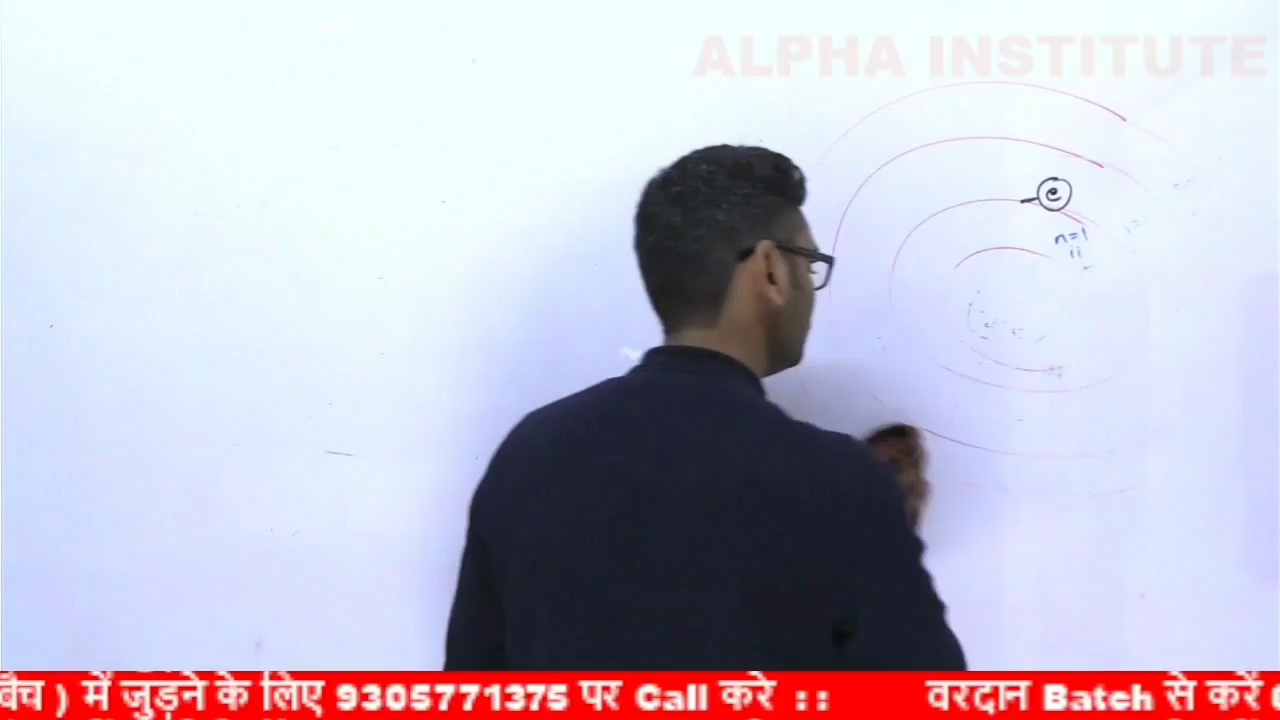 ALPHA INSTITUTE
e
n=1
बैच ) में जुड़ने के लिए 9305771375 पर Call करे : : वरदान Batch से करें